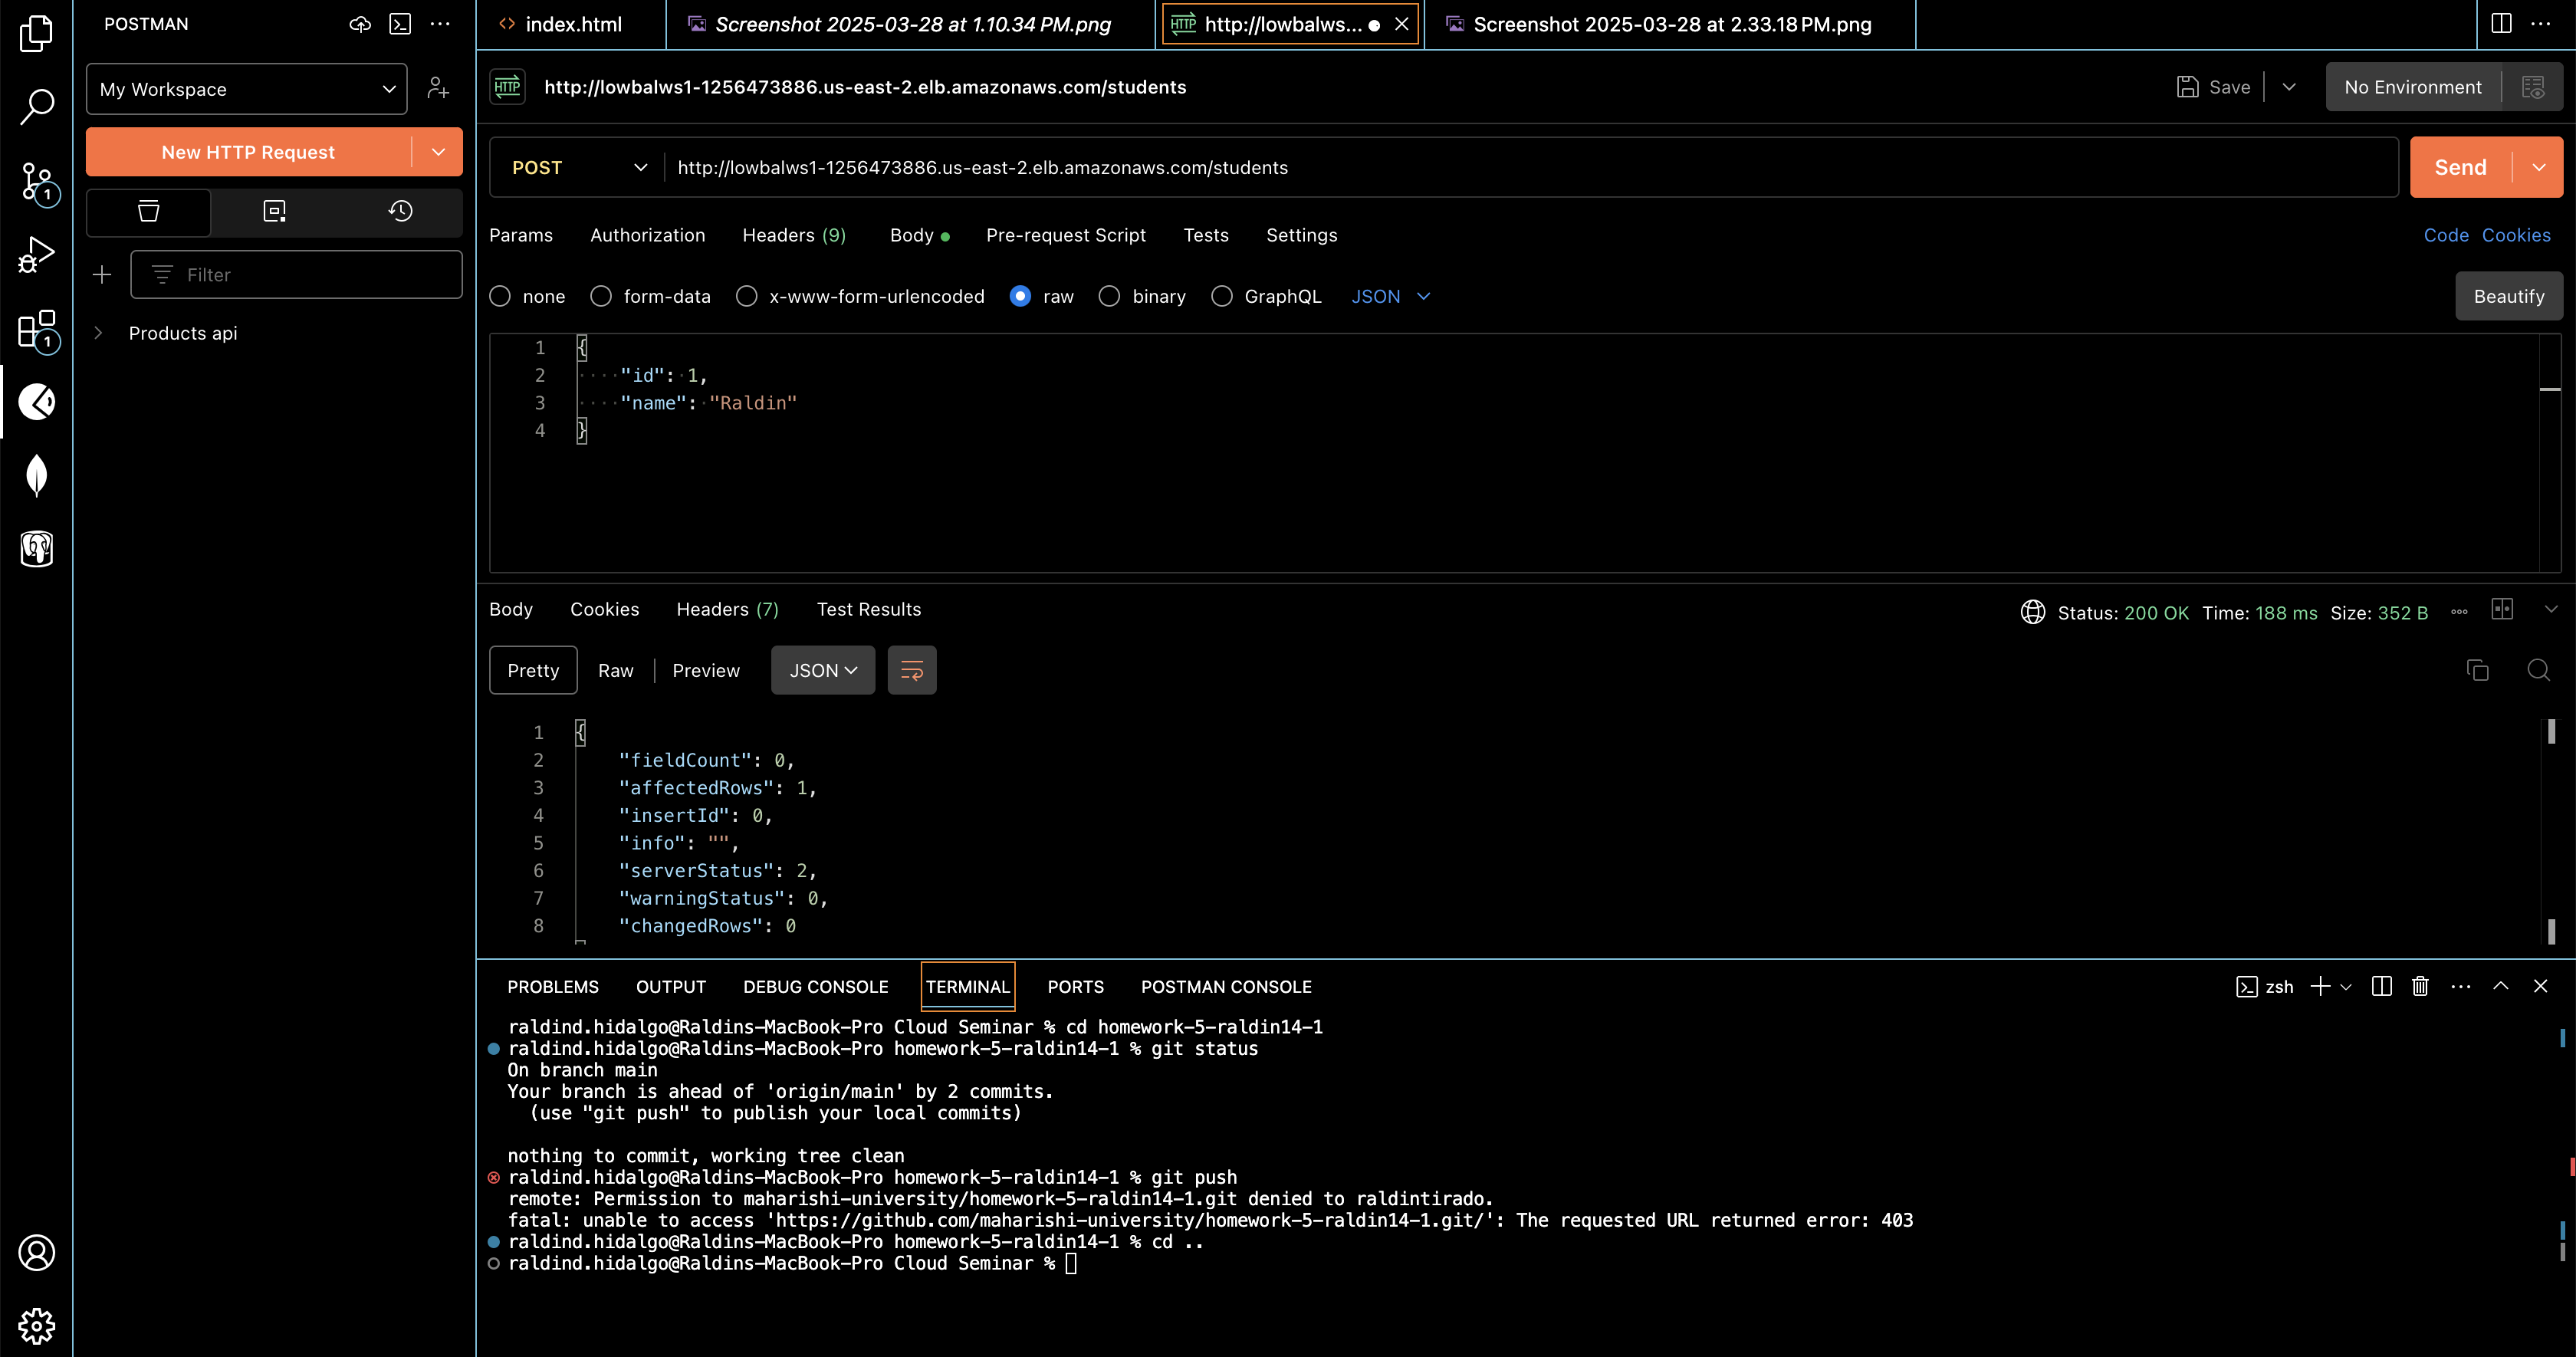 POSTMAN
My Workspace
New HTTP Request
Filter
Products api
1
1
index.html
Screenshot 2025-03-28 at 1.10.34 PM.png
HTTP http://lowbalws...
Screenshot 2025-03-28 at 2.33.18 PM.png
HTTP http://lowbalws1-1256473886.us-east-2.elb.amazonaws.com/students
Save
No Environment
POST http://lowbalws1-1256473886.us-east-2.elb.amazonaws.com/students
Send
Params Authorization Headers (9) Body Pre-request Script Tests Settings
Code Cookies
none form-data x-www-form-urlencoded raw binary GraphQL JSON
Beautify
1 {
2 ····"id":·1,
3 ····"name":·"Raldin"
4 }
Body Cookies Headers (7) Test Results
Status: 200 OK Time: 188 ms Size: 352 B
Pretty Raw Preview JSON
1 {
2 "fieldCount": 0,
3 "affectedRows": 1,
4 "insertId": 0,
5 "info": "",
6 "serverStatus": 2,
7 "warningStatus": 0,
8 "changedRows": 0
PROBLEMS OUTPUT DEBUG CONSOLE TERMINAL PORTS POSTMAN CONSOLE
zsh
raldind.hidalgo@Raldins-MacBook-Pro Cloud Seminar % cd homework-5-raldin14-1
raldind.hidalgo@Raldins-MacBook-Pro homework-5-raldin14-1 % git status
On branch main
Your branch is ahead of 'origin/main' by 2 commits.
(use "git push" to publish your local commits)
nothing to commit, working tree clean
raldind.hidalgo@Raldins-MacBook-Pro homework-5-raldin14-1 % git push
remote: Permission to maharishi-university/homework-5-raldin14-1.git denied to raldintirado.
fatal: unable to access 'https://github.com/maharishi-university/homework-5-raldin14-1.git/': The requested URL returned error: 403
raldind.hidalgo@Raldins-MacBook-Pro homework-5-raldin14-1 % cd ..
raldind.hidalgo@Raldins-MacBook-Pro Cloud Seminar %